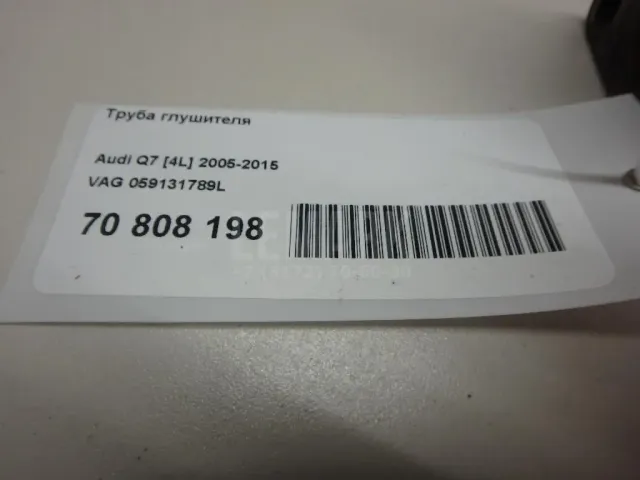 Труба глушителя
Audi Q7 [4L] 2005-2015
VAG 059131789L
70 808 198